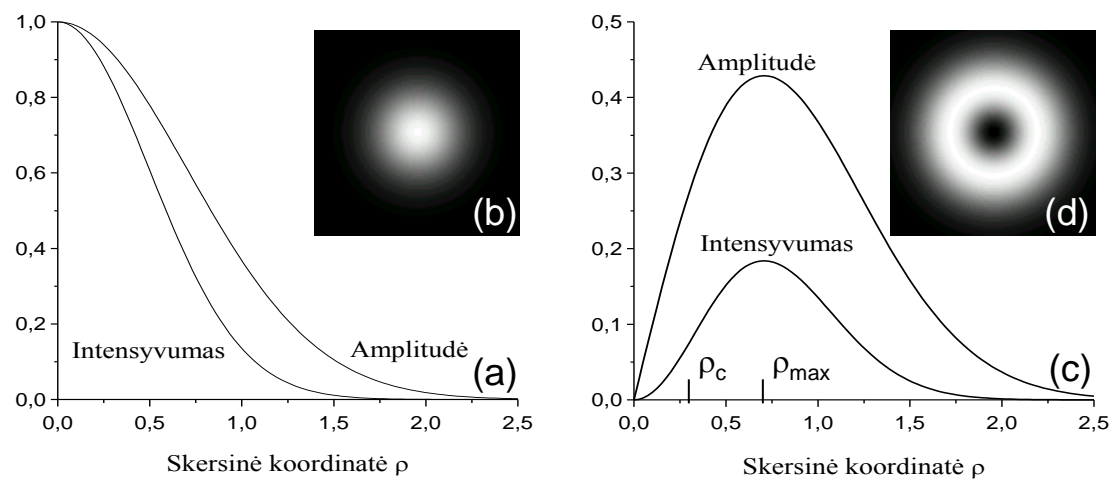 1,0
0,8
0,6
0,4
0,2
0,0
Intensyvumas
Amplitudė
(a)
(b)
0,0 0,5 1,0 1,5 2,0 2,5
Skersinė koordinatė ρ
0,5
0,4
0,3
0,2
0,1
0,0
Amplitudė
Intensyvumas
(d)
ρc ρmax
(c)
0,0 0,5 1,0 1,5 2,0 2,5
Skersinė koordinatė ρ